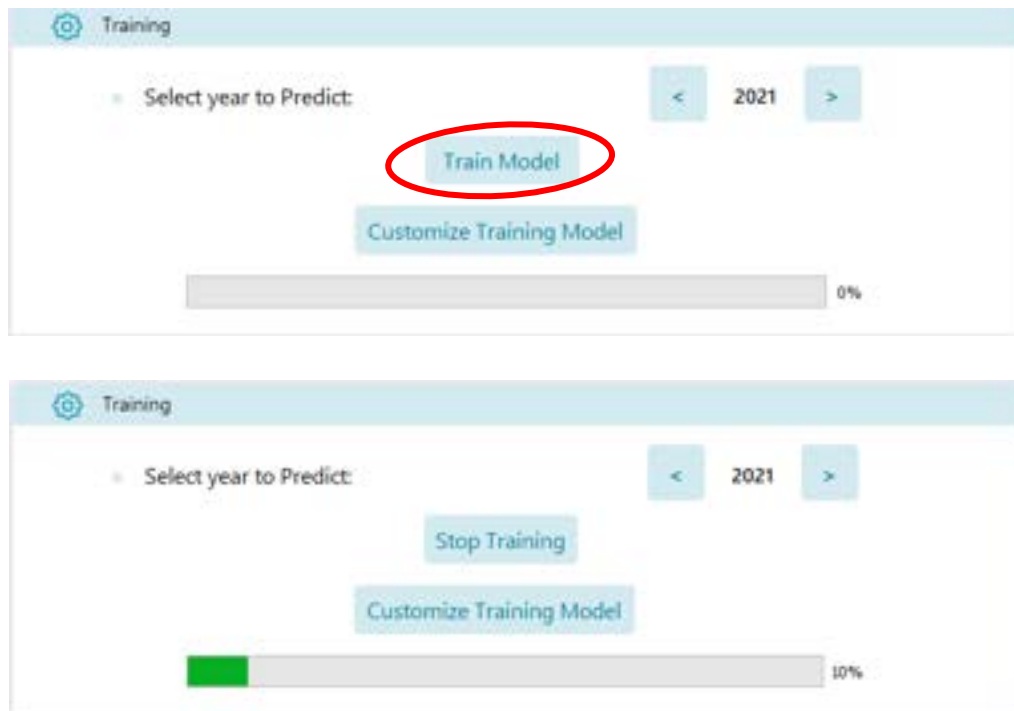 Training
Select year to Predict: < 2021 >
Train Model
Customize Training Model
0%
Training
Select year to Predict: < 2021 >
Stop Training
Customize Training Model
10%